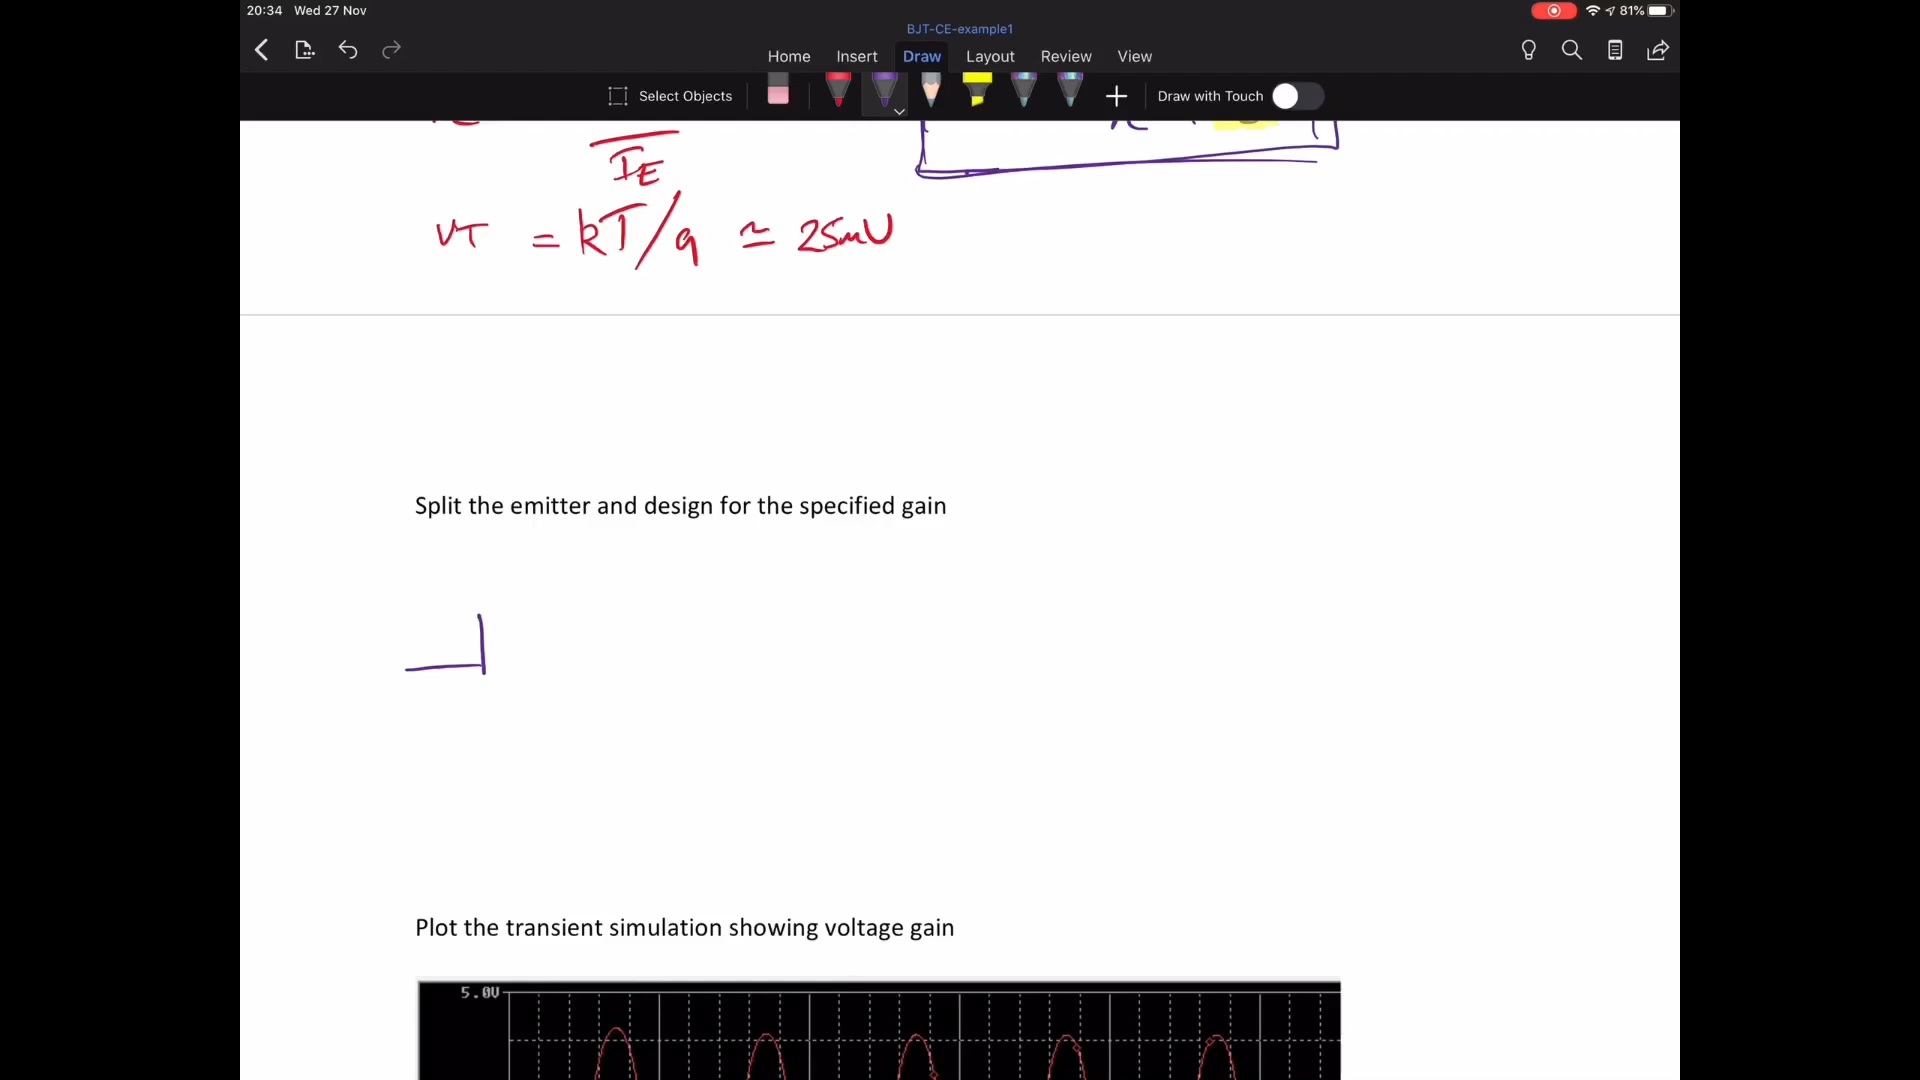 20:34 Wed 27 Nov
81%
BJT-CE-example1
Home Insert Draw Layout Review View
Select Objects
Draw with Touch
IE
VT = kT/q ≃ 25mV
Split the emitter and design for the specified gain
Plot the transient simulation showing voltage gain
5.0V